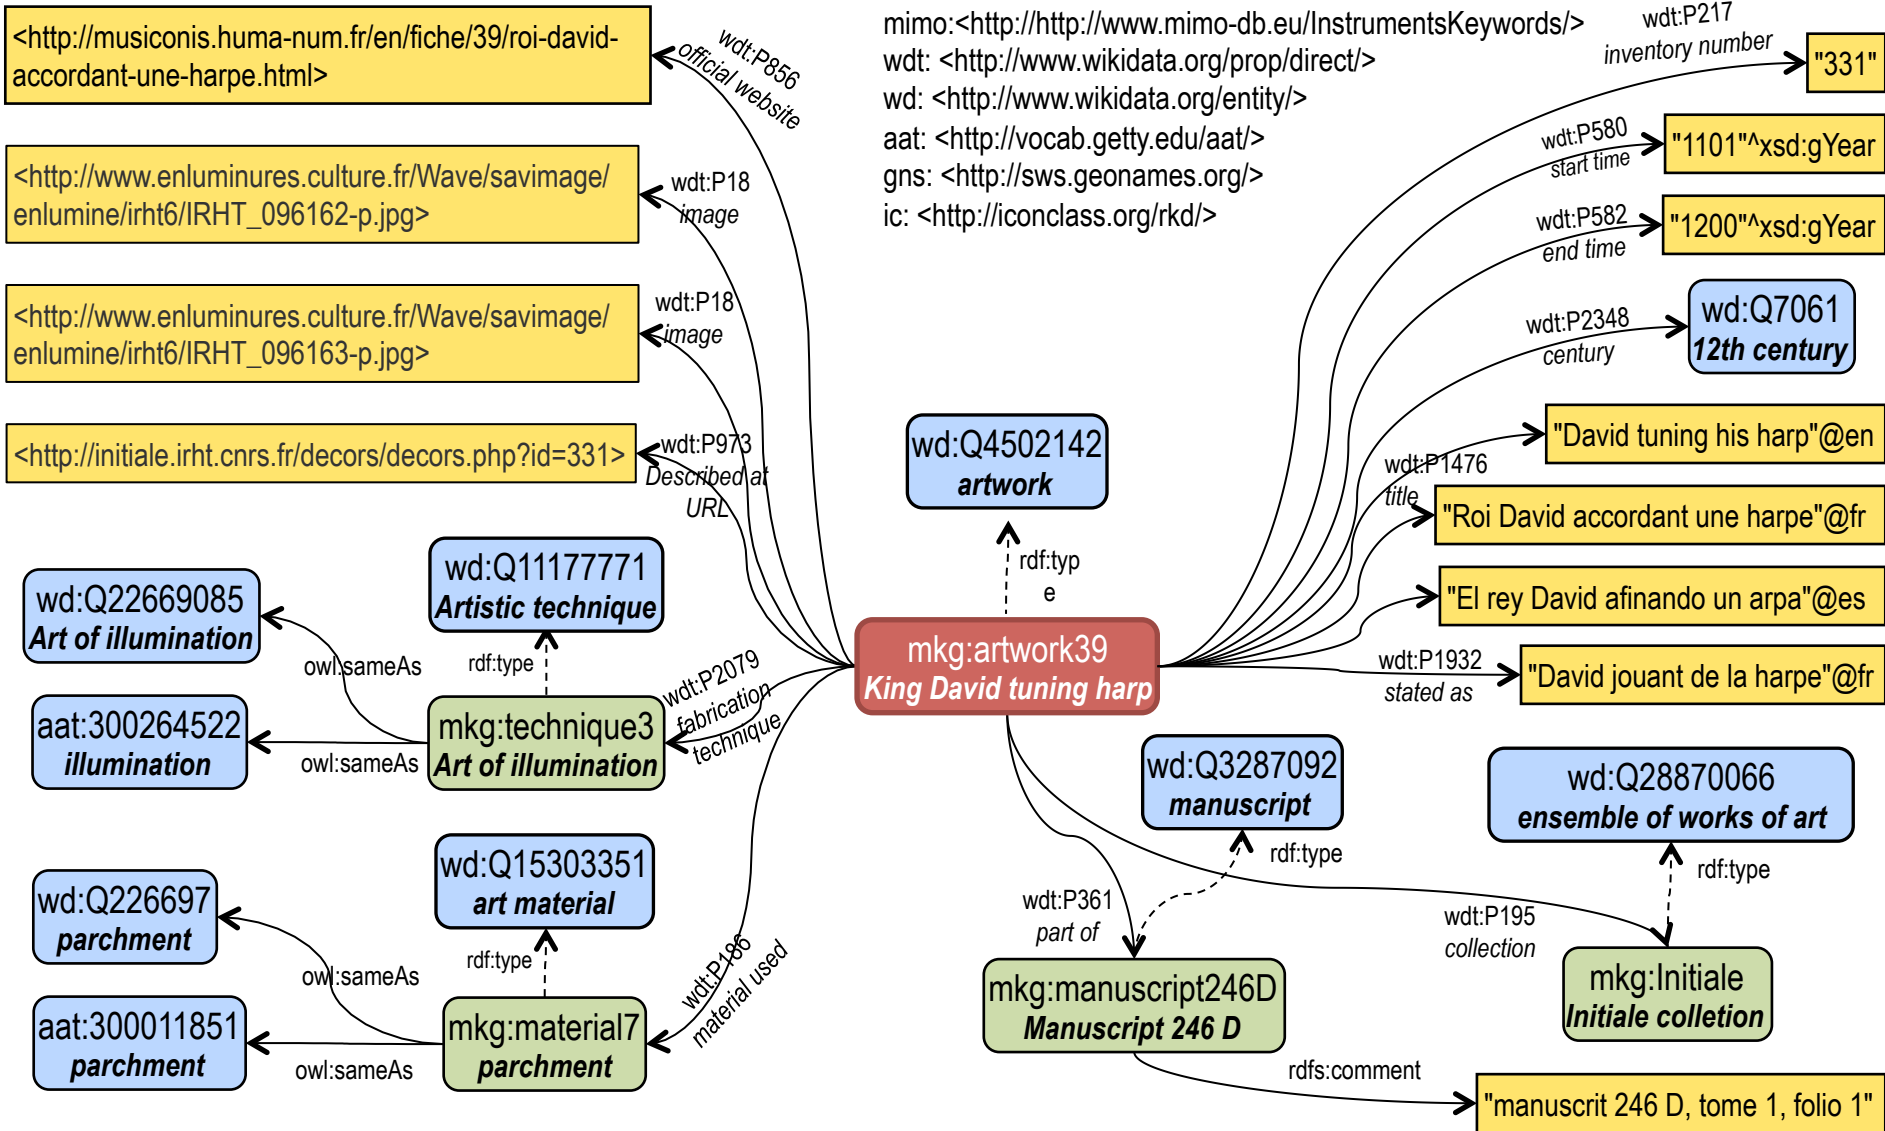 <http://musiconis.huma-num.fr/en/fiche/39/roi-david-
accordant-une-harpe.html>
wdt:P856
official website
mimo:<http://http://www.mimo-db.eu/InstrumentsKeywords/>
wdt: <http://www.wikidata.org/prop/direct/>
wd: <http://www.wikidata.org/entity/>
aat: <http://vocab.getty.edu/aat/>
gns: <http://sws.geonames.org/>
ic: <http://iconclass.org/rkd/>
wdt:P217
inventory number
"331"
wdt:P580
start time
"1101"^xsd:gYear
wdt:P582
end time
"1200"^xsd:gYear
<http://www.enluminures.culture.fr/Wave/savimage/
enlumine/irht6/IRHT_096162-p.jpg>
wdt:P18
image
<http://www.enluminures.culture.fr/Wave/savimage/
enlumine/irht6/IRHT_096163-p.jpg>
wdt:P18
image
wdt:P2348
century
wd:Q7061
12th century
<http://initiale.irht.cnrs.fr/decors/decors.php?id=331>
wdt:P973
Described at
URL
wd:Q4502142
artwork
rdf:typ
e
"David tuning his harp"@en
wdt:P1476
title
"Roi David accordant une harpe"@fr
"El rey David afinando un arpa"@es
wdt:P1932
stated as
"David jouant de la harpe"@fr
mkg:artwork39
King David tuning harp
wd:Q22669085
Art of illumination
wd:Q11177771
Artistic technique
owl:sameAs
rdf:type
wdt:P2079
fabrication
technique
aat:300264522
illumination
owl:sameAs
mkg:technique3
Art of illumination
wd:Q3287092
manuscript
rdf:type
wd:Q28870066
ensemble of works of art
rdf:type
wd:Q226697
parchment
wd:Q15303351
art material
owl:sameAs
rdf:type
wdt:P186
material used
wdt:P361
part of
wdt:P195
collection
aat:300011851
parchment
owl:sameAs
mkg:material7
parchment
mkg:manuscript246D
Manuscript 246 D
mkg:Initiale
Initiale colletion
rdfs:comment
"manuscrit 246 D, tome 1, folio 1"